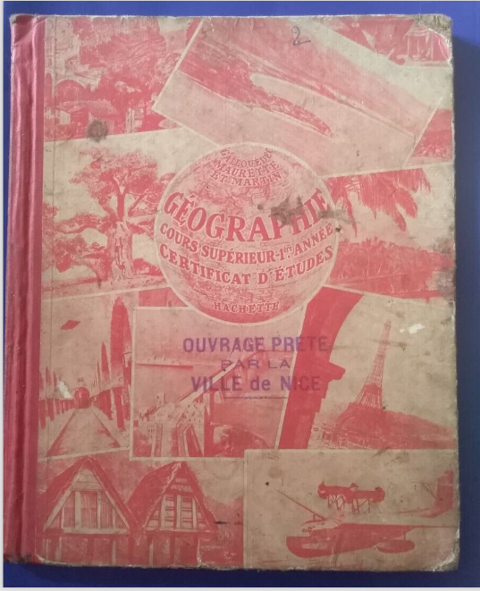 2
GALLOUÉDEC
MAURETTE
ET MARTIN
GÉOGRAPHIE
COURS SUPÉRIEUR-1re ANNÉE
CERTIFICAT D'ÉTUDES
HACHETTE
OUVRAGE PRÊTÉ
PAR LA
VILLE de NICE